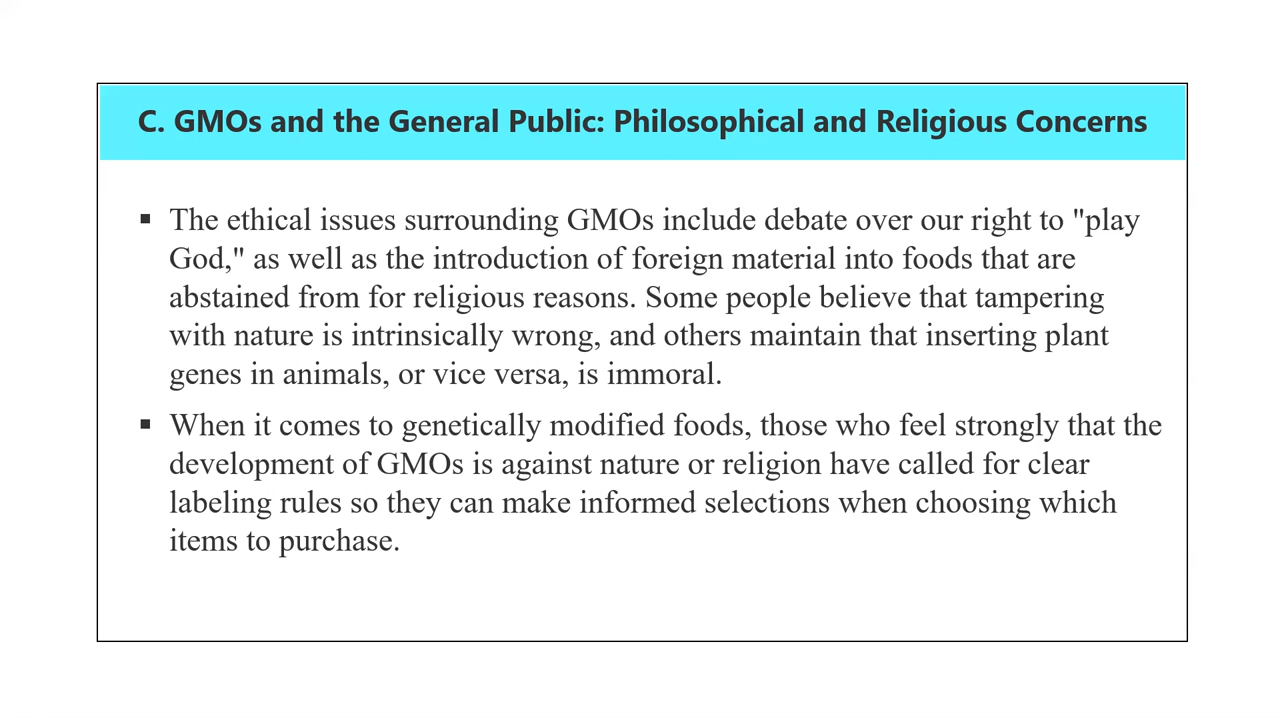 C. GMOs and the General Public: Philosophical and Religious Concerns
▪ The ethical issues surrounding GMOs include debate over our right to "play
God," as well as the introduction of foreign material into foods that are
abstained from for religious reasons. Some people believe that tampering
with nature is intrinsically wrong, and others maintain that inserting plant
genes in animals, or vice versa, is immoral.
▪ When it comes to genetically modified foods, those who feel strongly that the
development of GMOs is against nature or religion have called for clear
labeling rules so they can make informed selections when choosing which
items to purchase.